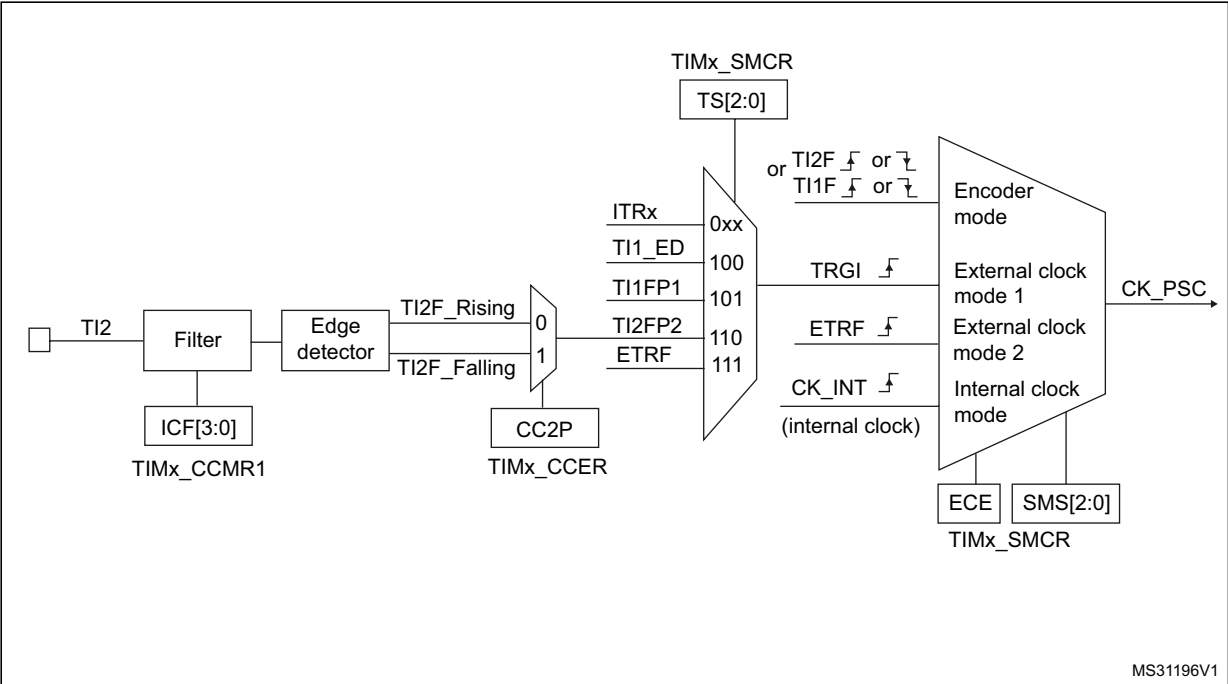 TIMx_SMCR
TS[2:0]
or TI2F or
TI1F or
Encoder
mode
ITRx
0xx
TI1_ED
100
TRGI
External clock
mode 1
TI1FP1
101
CK_PSC
TI2F_Rising
0
TI2
Filter
Edge
detector
TI2FP2
110
ETRF
External clock
mode 2
TI2F_Falling
1
ETRF
111
CK_INT
(internal clock)
Internal clock
mode
ICF[3:0]
TIMx_CCMR1
CC2P
TIMx_CCER
ECE
SMS[2:0]
TIMx_SMCR
MS31196V1